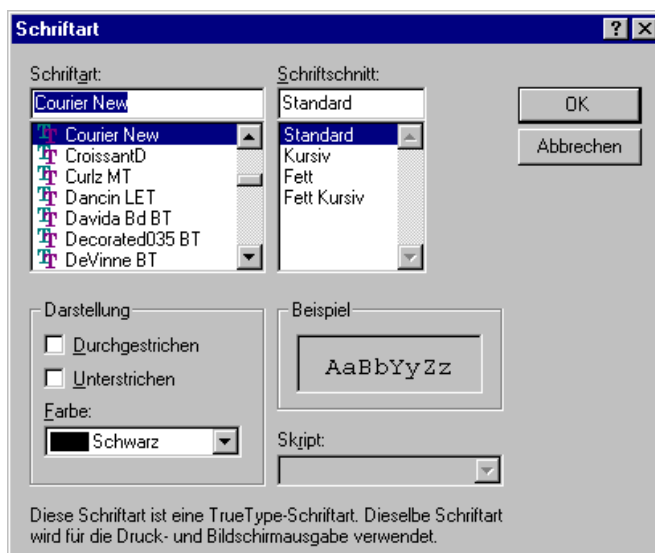 Schriftart
Schriftart:
Courier New
Courier New
CroissantD
Curlz MT
Dancin LET
Davida Bd BT
Decorated035 BT
DeVinne BT
Schriftschnitt:
Standard
Standard
Kursiv
Fett
Fett Kursiv
OK
Abbrechen
Darstellung
Durchgestrichen
Unterstrichen
Farbe:
Schwarz
Beispiel
AaBbYyZz
Skript:
Diese Schriftart ist eine TrueType-Schriftart. Dieselbe Schriftart
wird für die Druck- und Bildschirmausgabe verwendet.